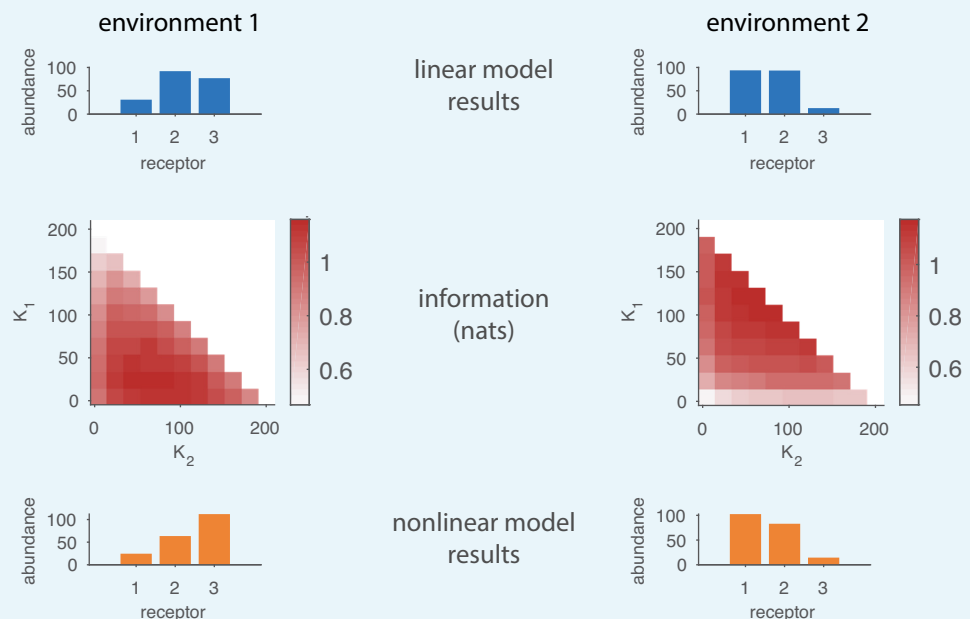 environment 1
environment 2
abundance
100
50
0
1 2 3
receptor
linear model
results
abundance
100
50
0
1 2 3
receptor
K1
200
150
100
50
0
0 100 200
K2
1
0.8
0.6
information
(nats)
K1
200
150
100
50
0
0 100 200
K2
1
0.8
0.6
abundance
100
50
0
1 2 3
receptor
nonlinear model
results
abundance
100
50
0
1 2 3
receptor